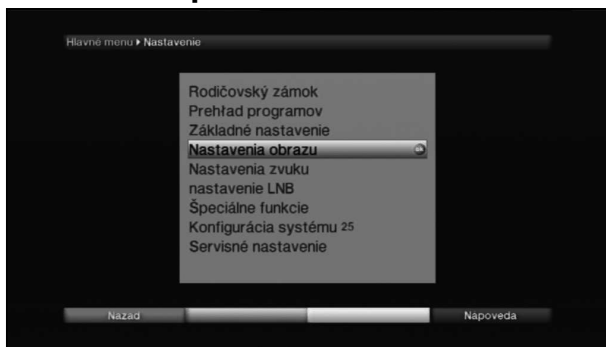 Hlavné menu ▸ Nastavenie
Rodičovský zámok
Prehľad programov
Základné nastavenie
Nastavenia obrazu ok
Nastavenia zvuku
nastavenie LNB
Špeciálne funkcie
Konfigurácia systému 25
Servisné nastavenie
Nazad Napoveda